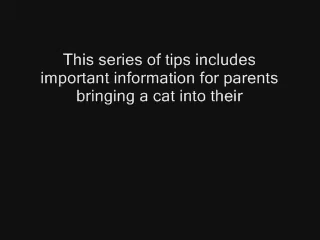 This series of tips includes
important information for parents
bringing a cat into their